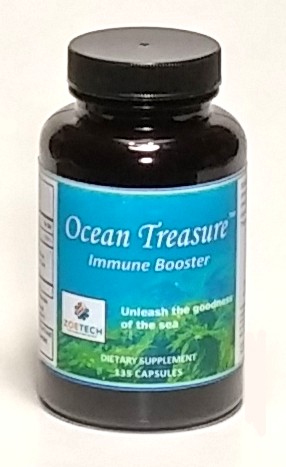 Ocean Treasure™
Immune Booster
ZOETECH
Unleash the goodness
of the sea
DIETARY SUPPLEMENT
135 CAPSULES